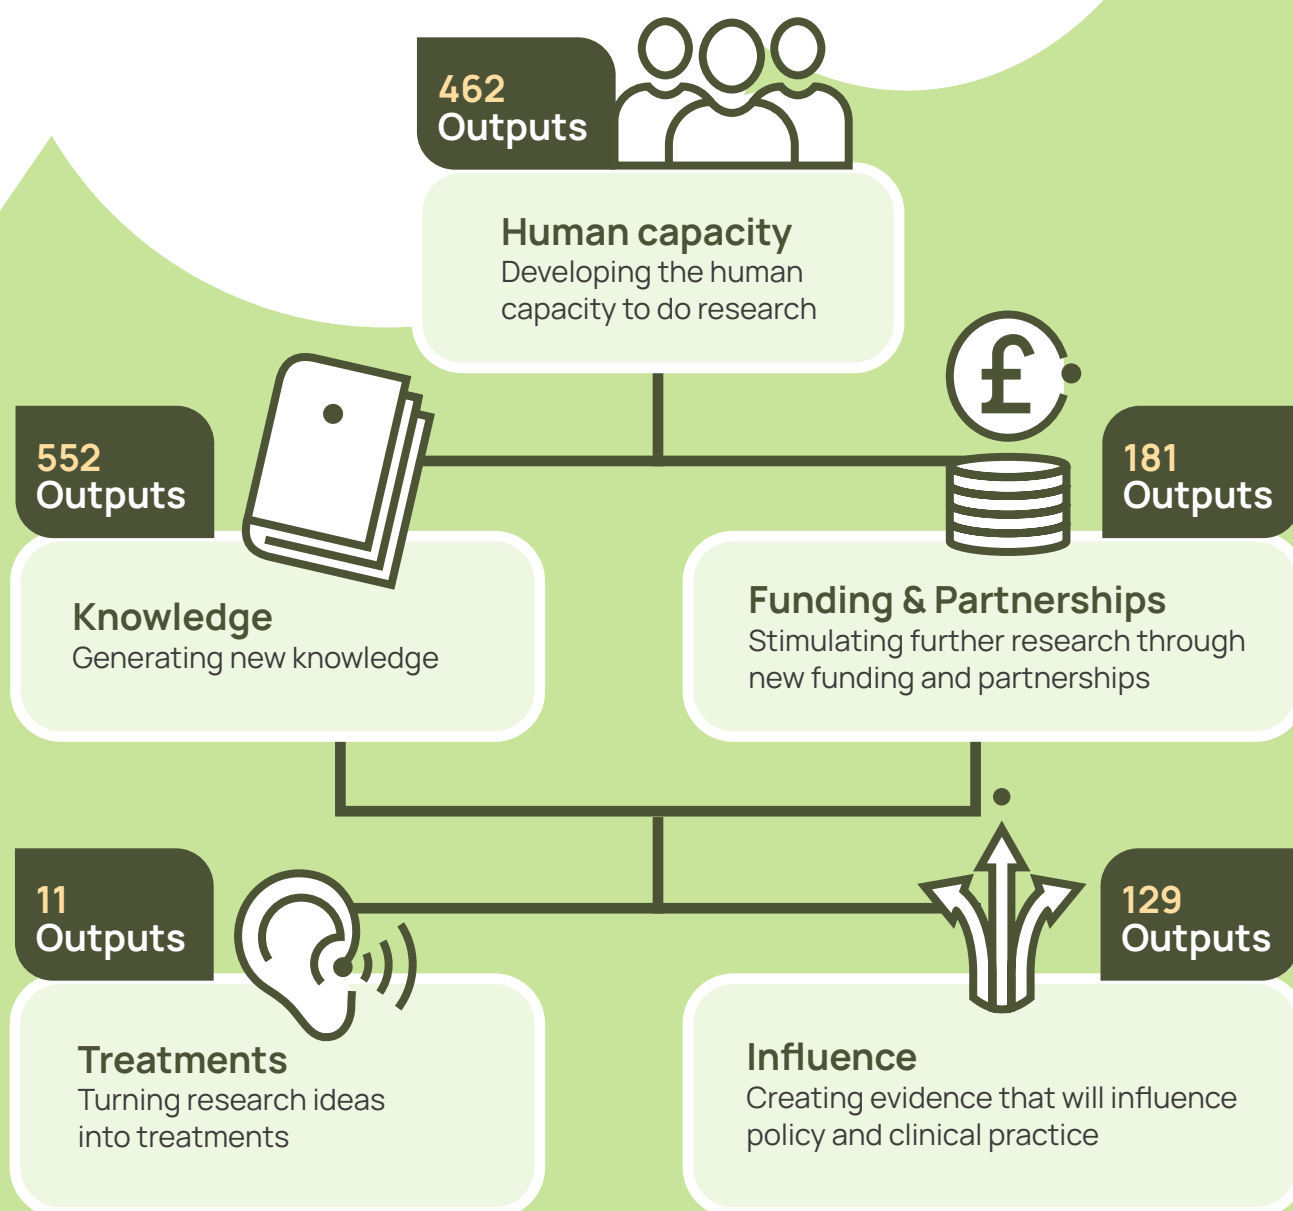 462
Outputs
Human capacity
Developing the human
capacity to do research
£
552
Outputs
Knowledge
Generating new knowledge
181
Outputs
Funding & Partnerships
Stimulating further research through
new funding and partnerships
11
Outputs
Treatments
Turning research ideas
into treatments
129
Outputs
Influence
Creating evidence that will influence
policy and clinical practice